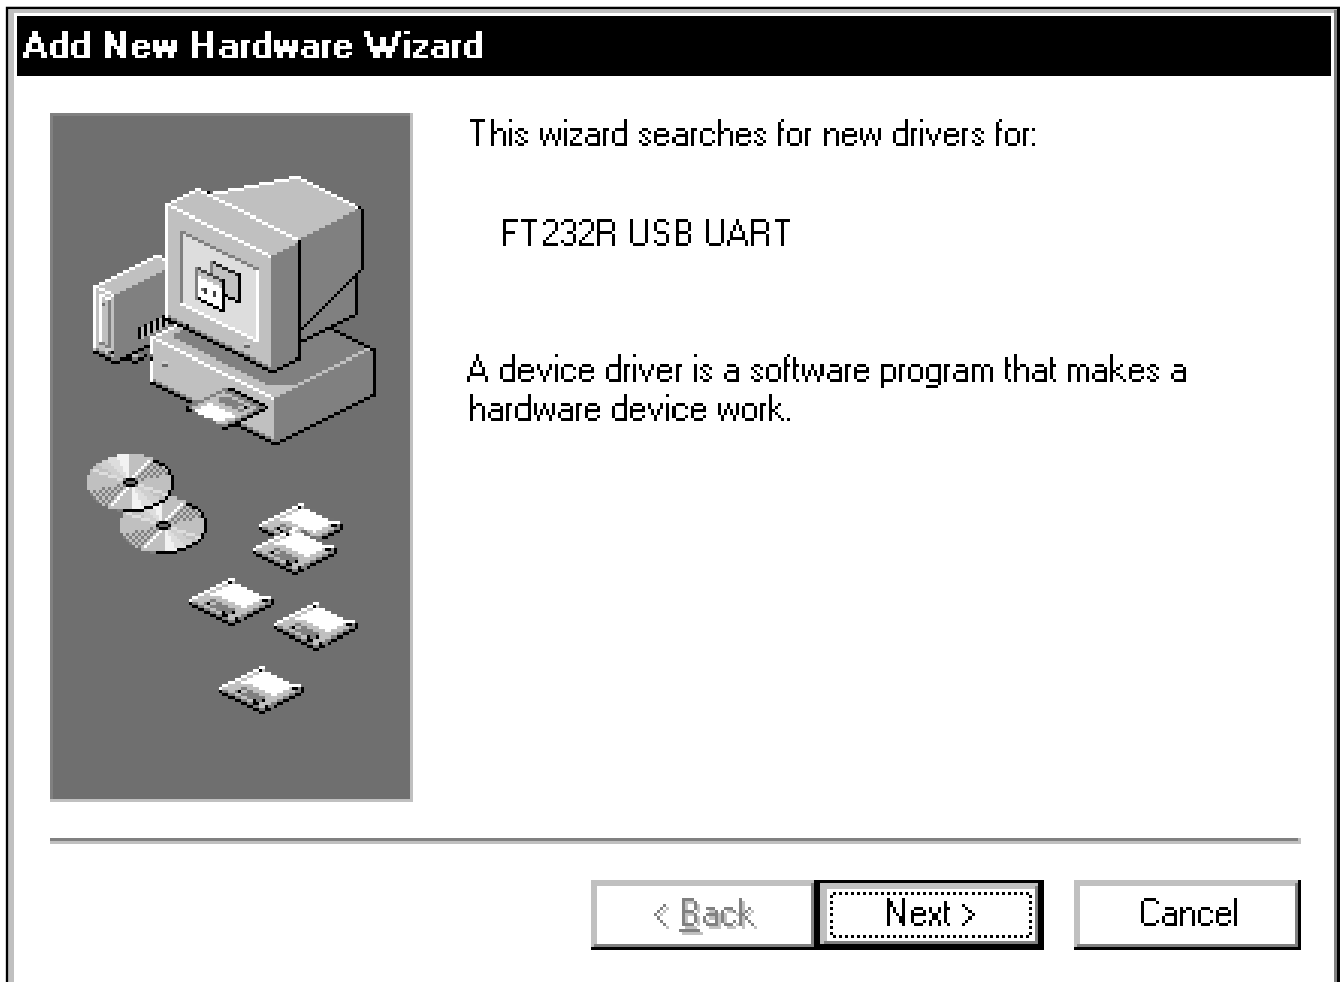 Add New Hardware Wizard
This wizard searches for new drivers for:
FT232R USB UART
A device driver is a software program that makes a
hardware device work.
< Back
Next >
Cancel